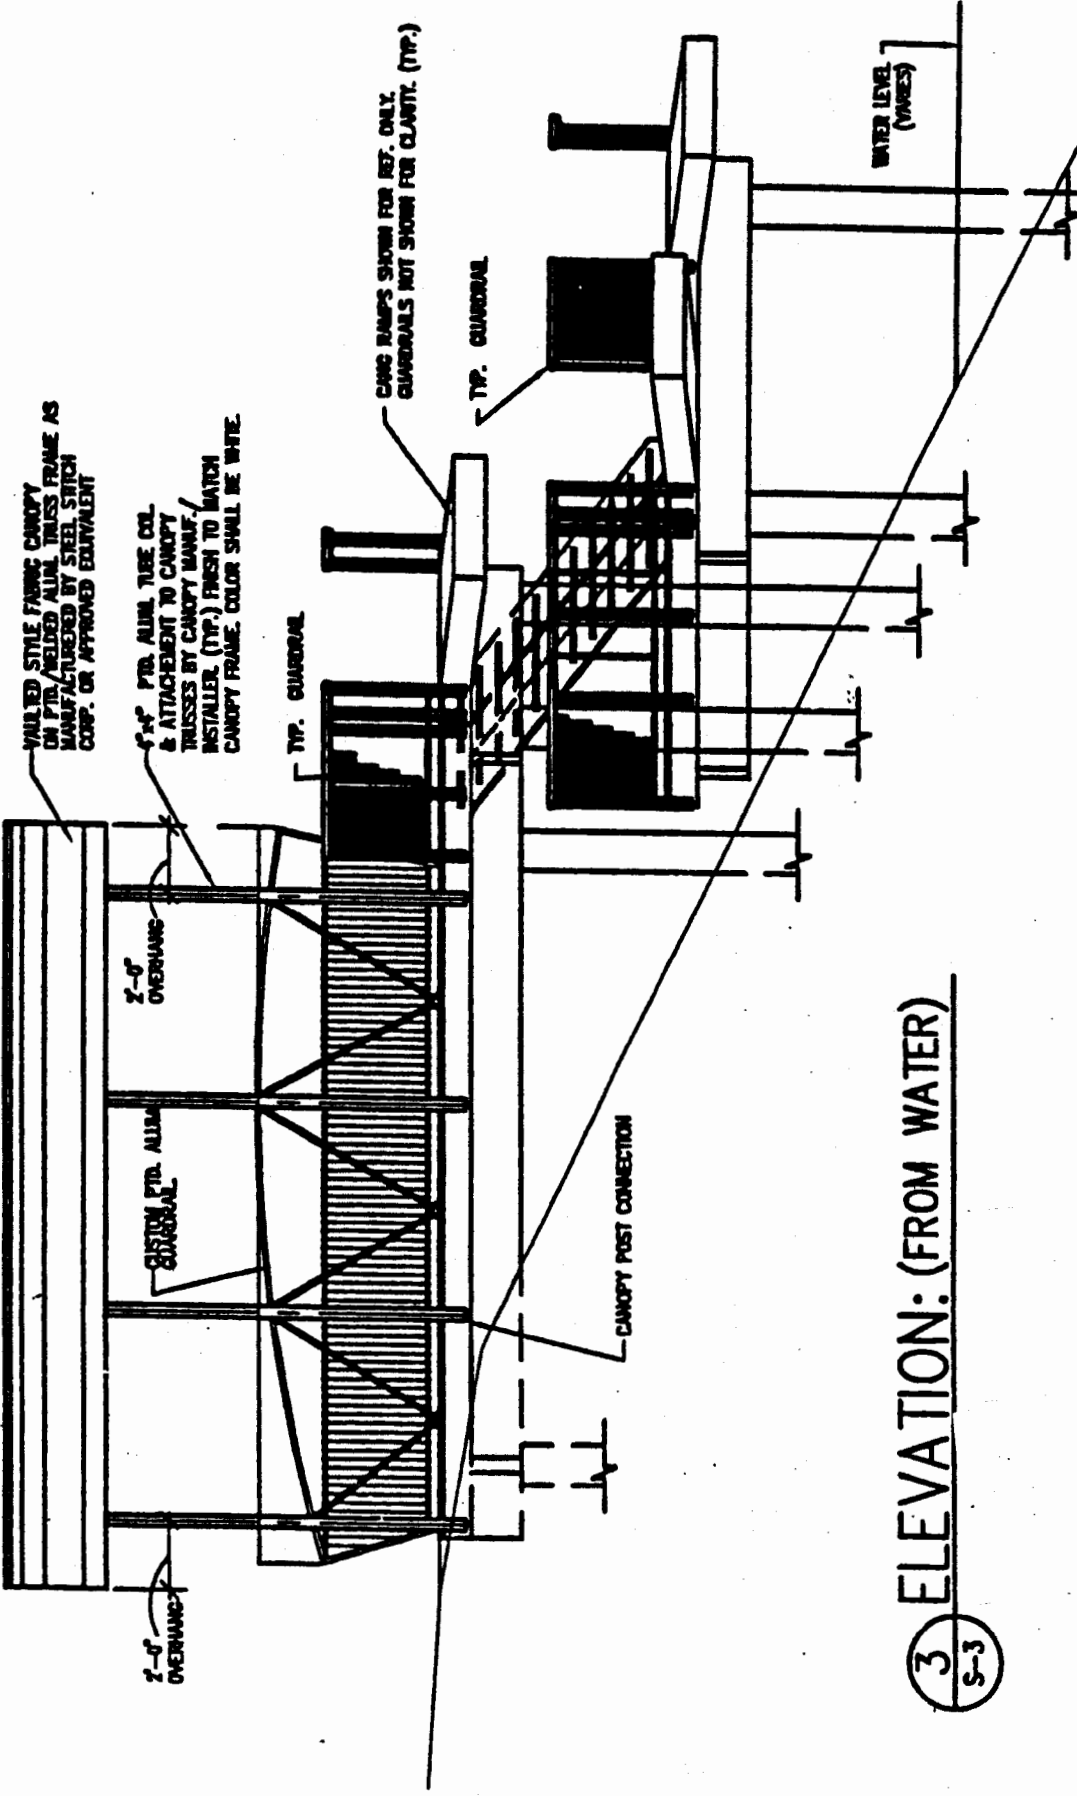 VAULTED STYLE FABRIC CANOPY
ON PTD./WELDED ALUM. TRUSS FRAME AS
MANUFACTURERED BY STEEL STITCH
CORP. OR APPROVED EQUIVALENT
4"x4" PTD. ALUM. TUBE COL.
& ATTACHEMENT TO CANOPY
TRUSSES BY CANOPY MANUF./
INSTALLER. (TYP.) FINISH TO MATCH
CANOPY FRAME. COLOR SHALL BE WHITE.
TYP. GUARDRAIL
CANG RAMPS SHOWN FOR REF. ONLY.
GUARDRAILS NOT SHOWN FOR CLARITY. (TYP.)
TYP. GUARDRAIL
WATER LEVEL
(VARIES)
2'-0"
OVERHANG
2'-0"
OVERHANG
CUSTOM PTD. ALUM.
GUARDRAIL
CANOPY POST CONNECTION
3
S-3
ELEVATION: (FROM WATER)